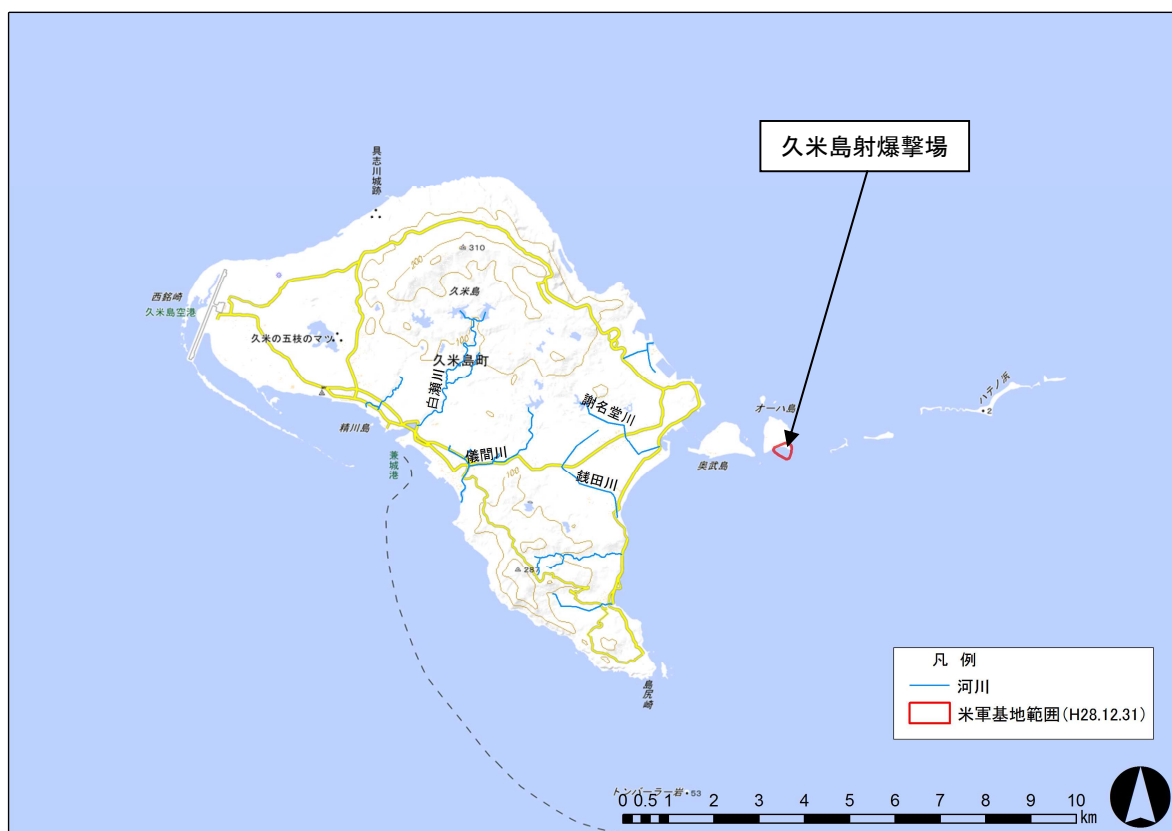 久米島射爆撃場
具志川城跡
310
200
久米島
西銘崎
久米島空港
久米の五枝のマツ
100
久米島町
白瀬川
謝名堂川
オーハ島
ハテノ浜
2
精川島
兼城港
儀間川
奥武島
100
銭田川
287
島尻崎
凡 例
河川
米軍基地範囲(H28.12.31)
トンバーラー岩・53
0 0.5 1 2 3 4 5 6 7 8 9 10
km